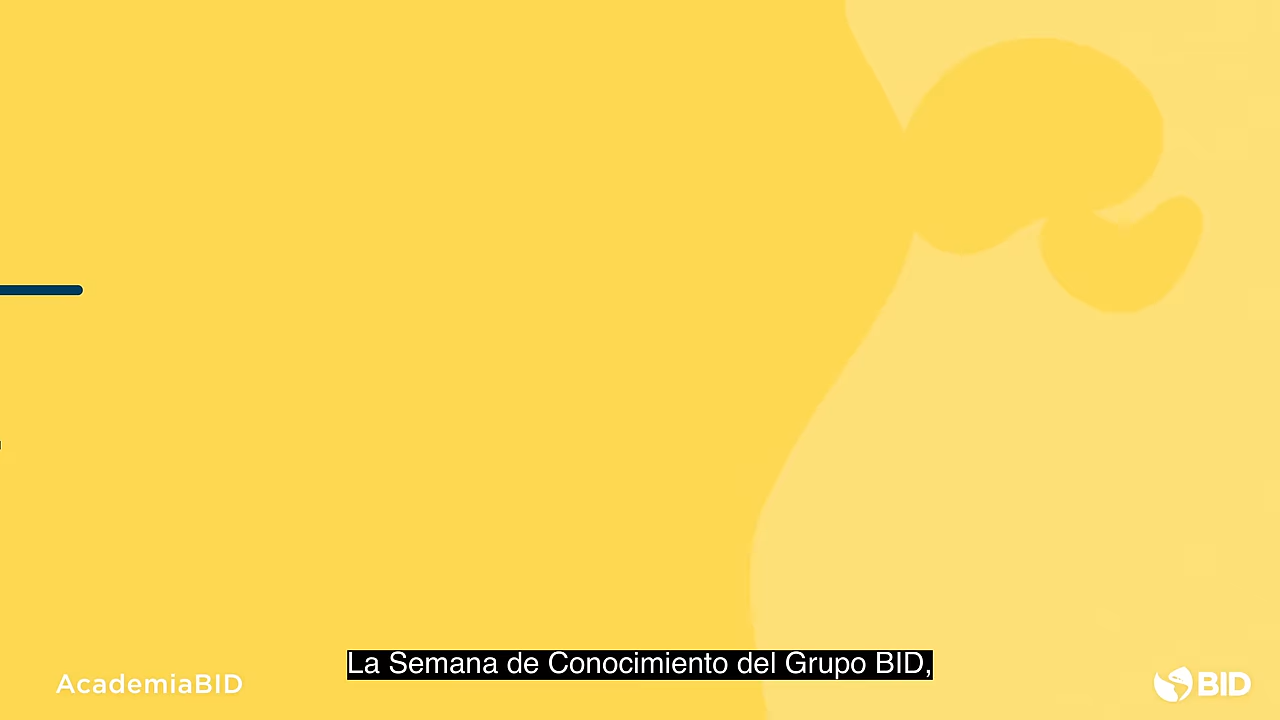 La Semana de Conocimiento del Grupo BID,
AcademiaBID
BID